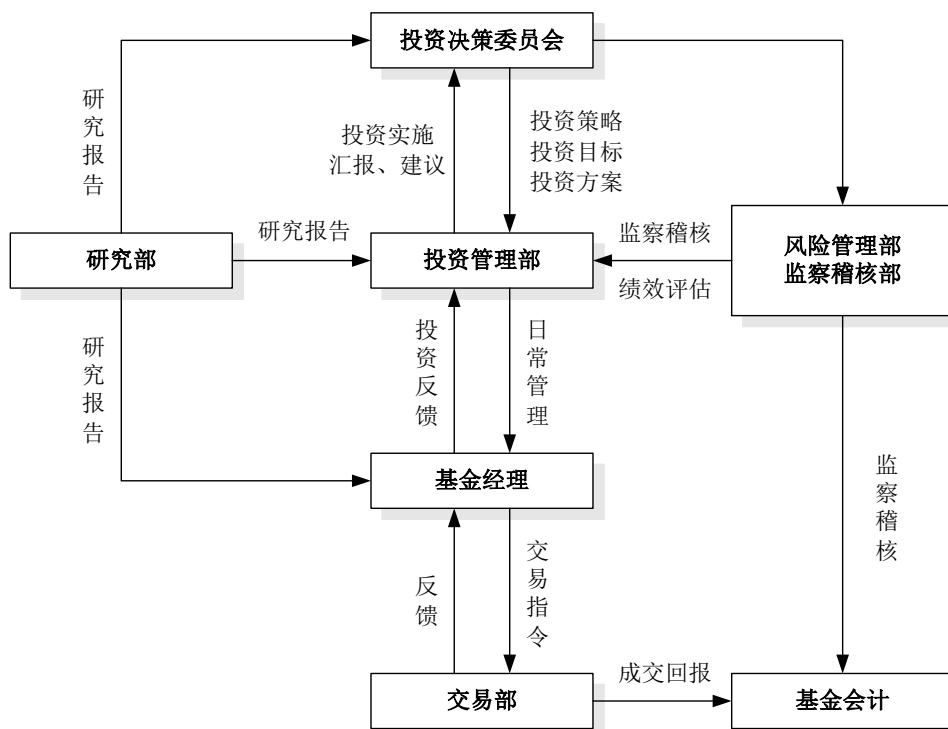 投资决策委员会
研究报告
投资实施
汇报、建议
投资策略
投资目标
投资方案
研究报告
监察稽核
研究部
投资管理部
风险管理部
监察稽核部
绩效评估
研究报告
投资反馈
日常管理
基金经理
监察稽核
反馈
交易指令
成交回报
交易部
基金会计